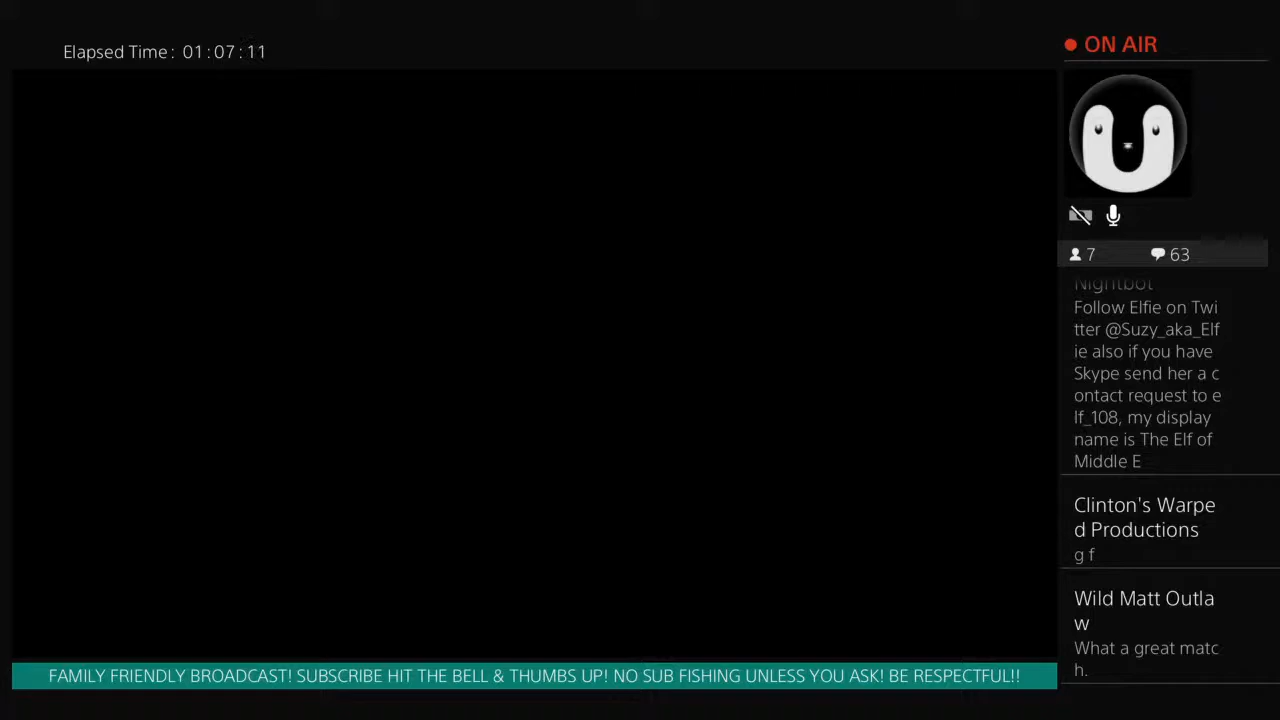 Elapsed Time: 01:07:11
ON AIR
7
63
Nightbot
Follow Elfie on Twi
tter @Suzy_aka_Elf
ie also if you have
Skype send her a c
ontact request to e
lf_108, my display
name is The Elf of
Middle E
Clinton's Warpe
d Productions
g f
Wild Matt Outla
w
What a great matc
h.
FAMILY FRIENDLY BROADCAST! SUBSCRIBE HIT THE BELL & THUMBS UP! NO SUB FISHING UNLESS YOU ASK! BE RESPECTFUL!!